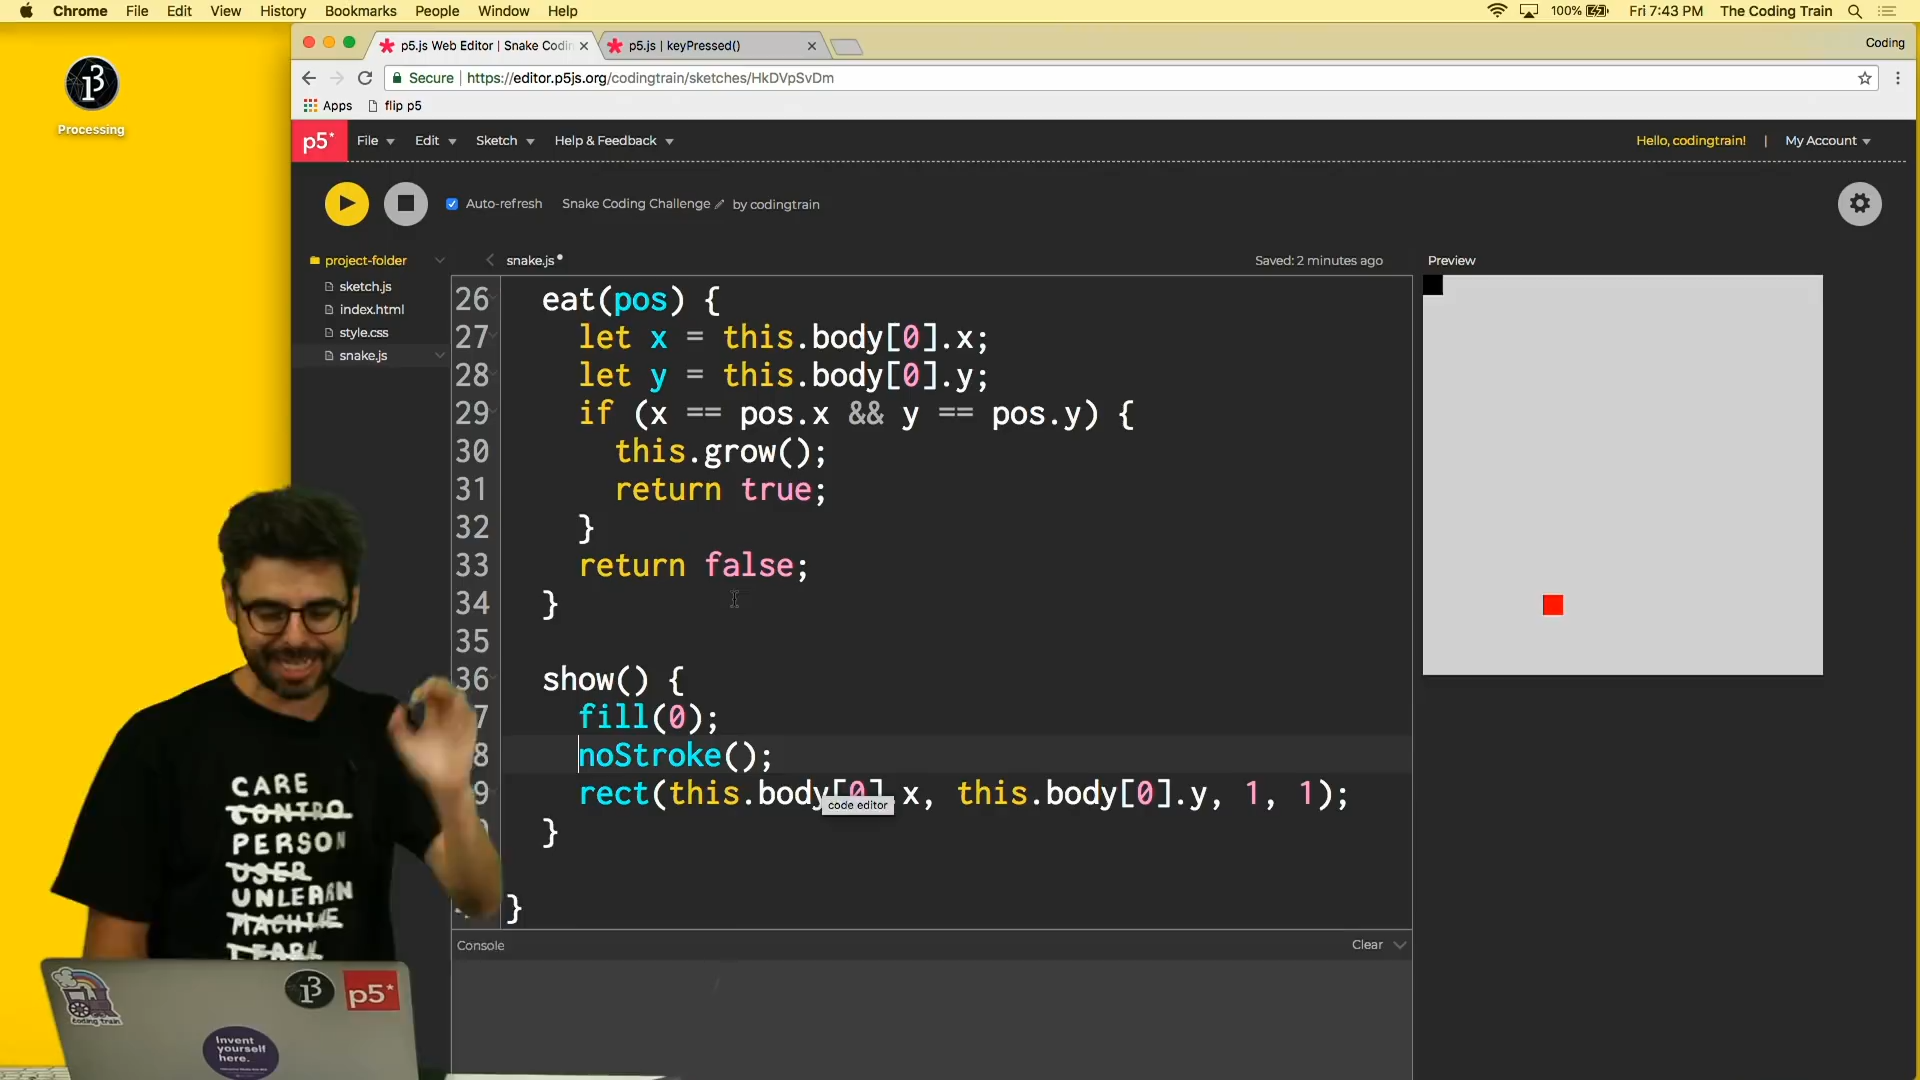 Chrome File Edit View History Bookmarks People Window Help
100% Fri 7:43 PM The Coding Train
p5.js Web Editor | Snake Codin
p5.js | keyPressed()
Coding
Secure | https://editor.p5js.org/codingtrain/sketches/HkDVpSvDm
Apps flip p5
Processing
p5* File Edit Sketch Help & Feedback
Hello, codingtrain! | My Account
Auto-refresh Snake Coding Challenge by codingtrain
project-folder
sketch.js
index.html
style.css
snake.js
snake.js
Saved: 2 minutes ago
Preview
26 eat(pos) {
27 let x = this.body[0].x;
28 let y = this.body[0].y;
29 if (x == pos.x && y == pos.y) {
30 this.grow();
31 return true;
32 }
33 return false;
34 }
35
36 show() {
7 fill(0);
8 noStroke();
9 rect(this.body[0].x, this.body[0].y, 1, 1);
code editor
}
}
Console
Clear
CARE
CONTRO
PERSON
USER
UNLEARN
MACHINE
LEARN
coding train
p5*
Invent
yourself
here.